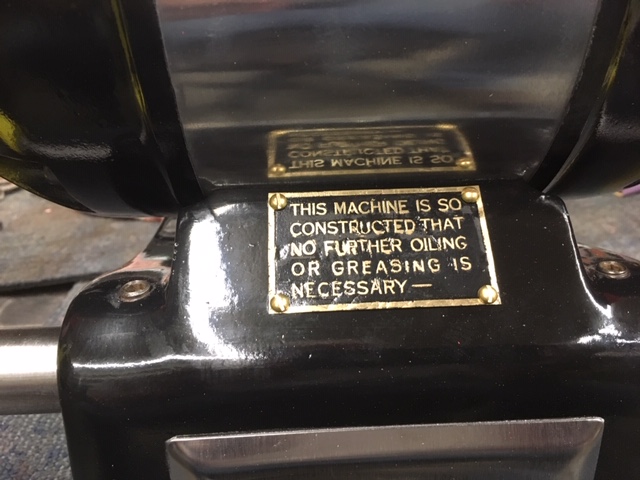 THIS MACHINE IS SO
CONSTRUCTED THAT
NO FURTHER OILING
OR GREASING IS
NECESSARY—